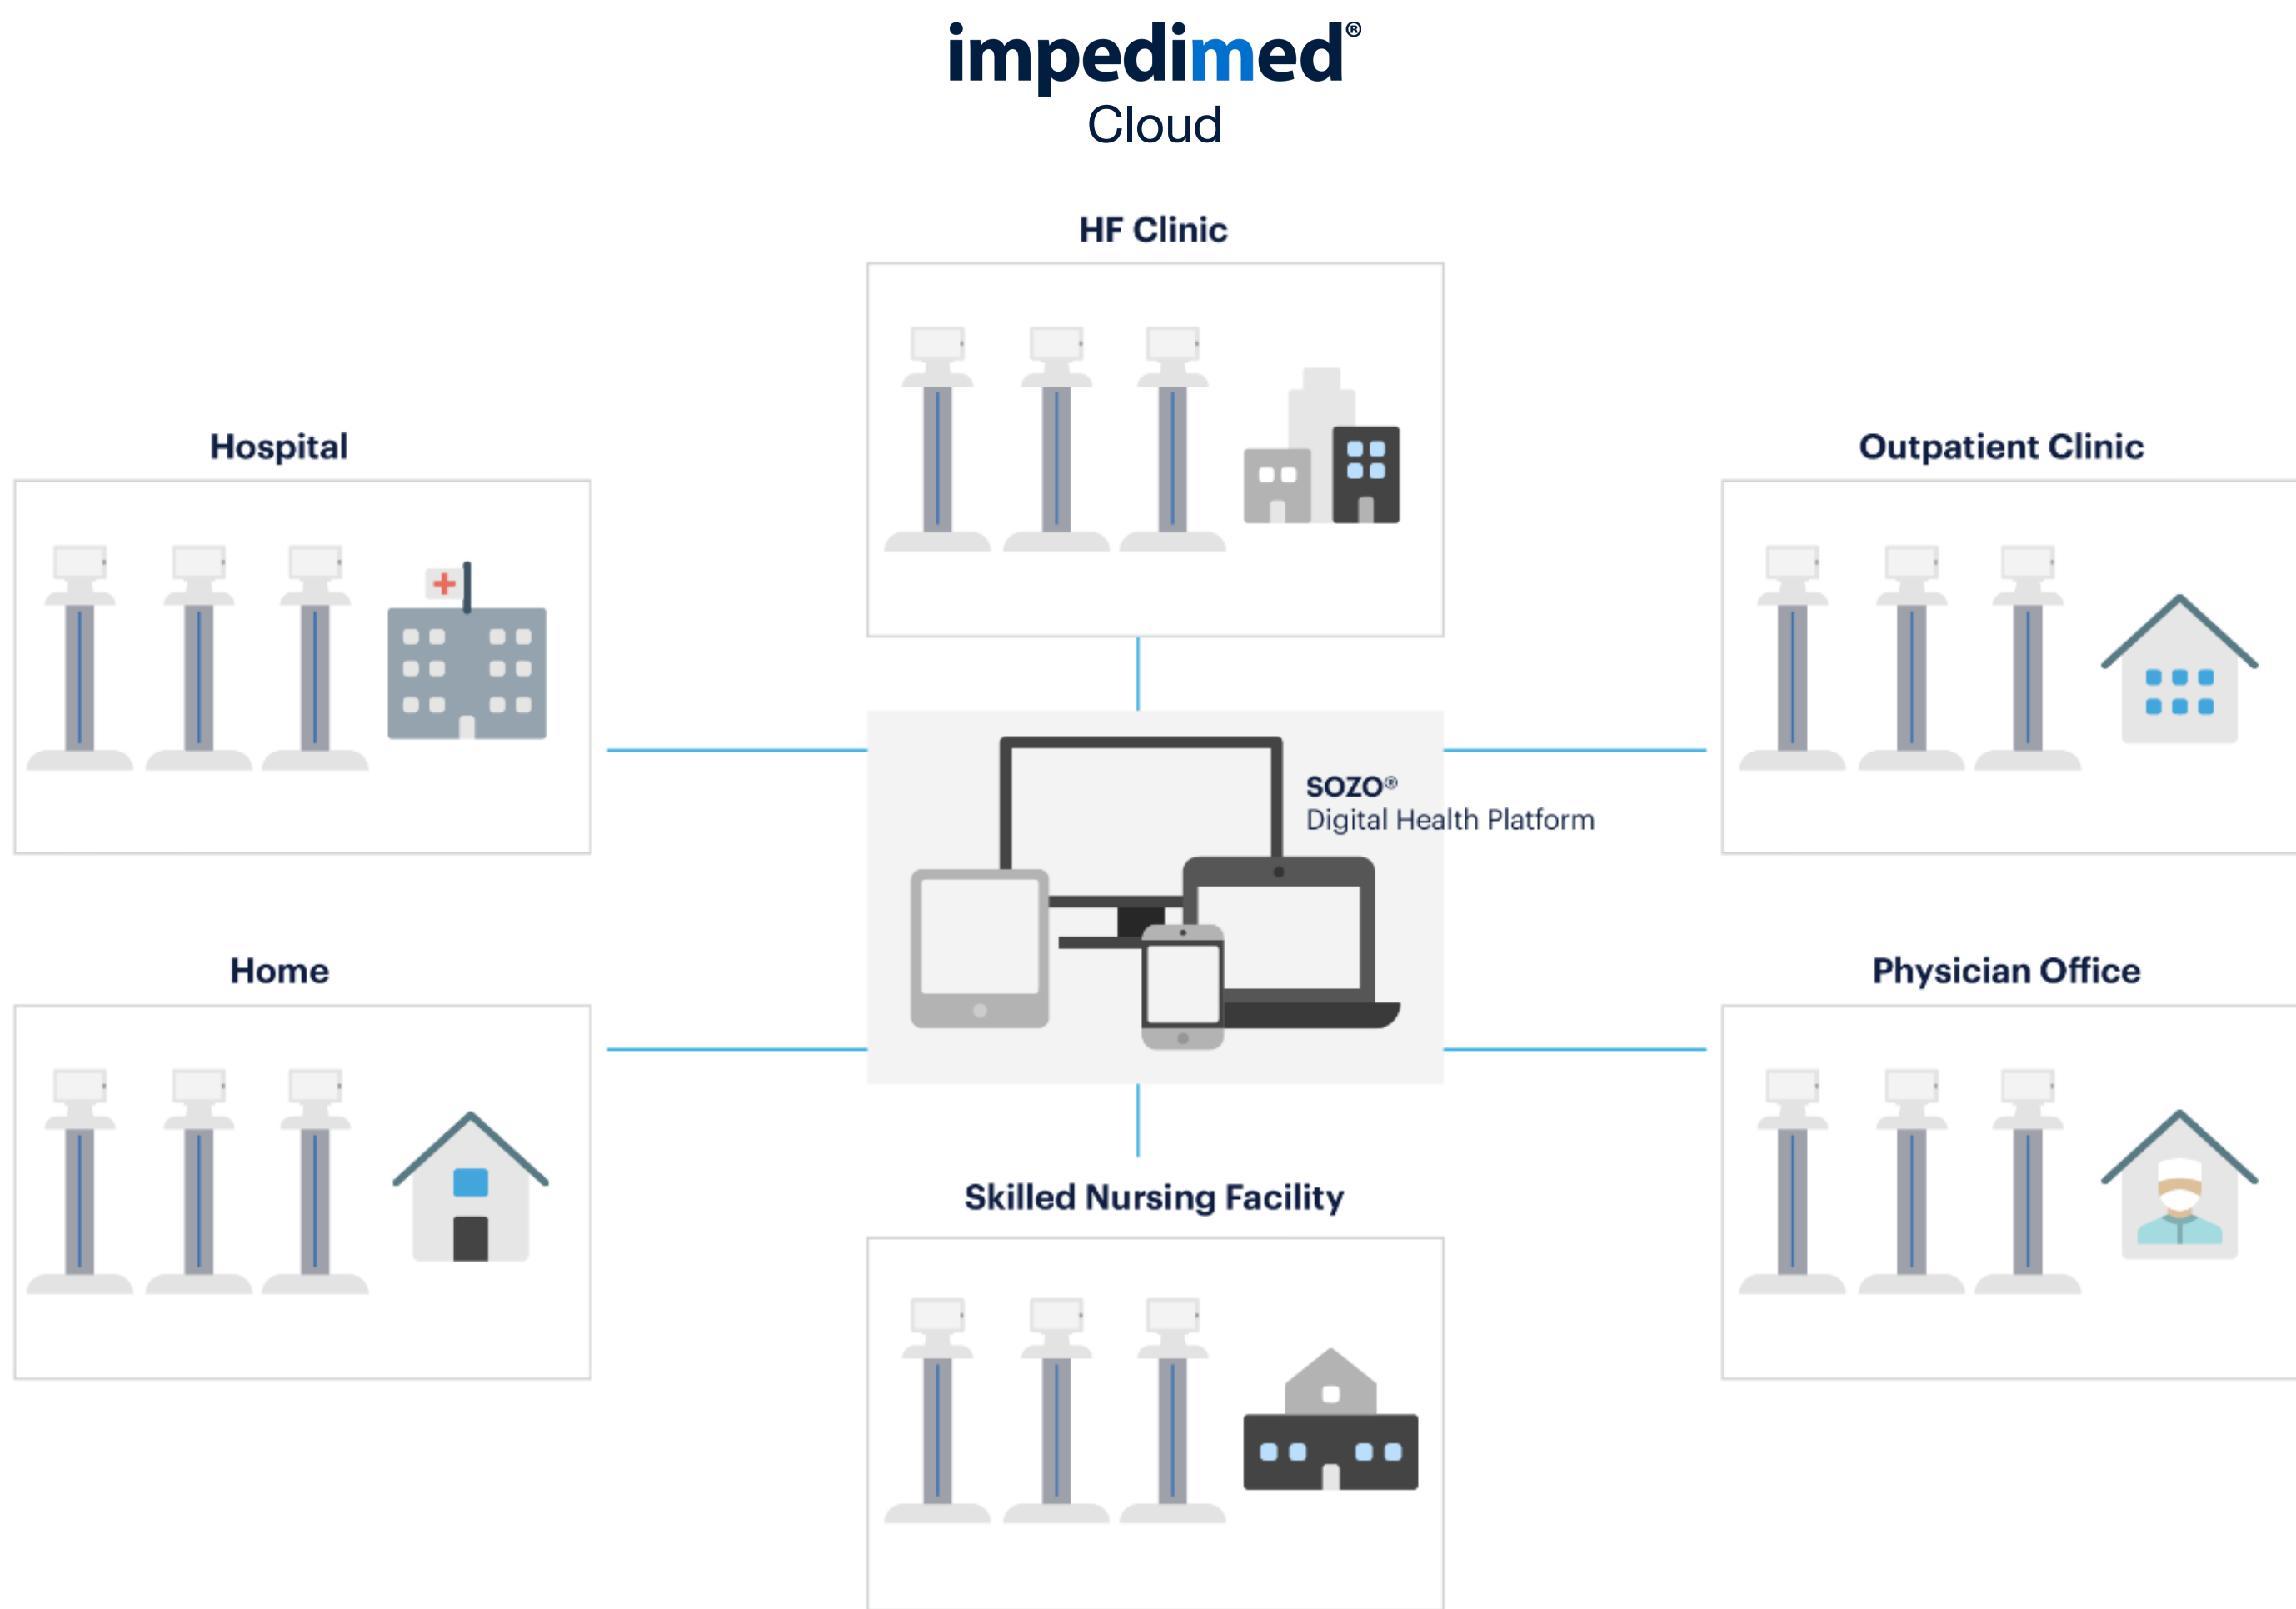 impedimed®
Cloud
HF Clinic
Hospital
Outpatient Clinic
SOZO®
Digital Health Platform
Home
Physician Office
Skilled Nursing Facility